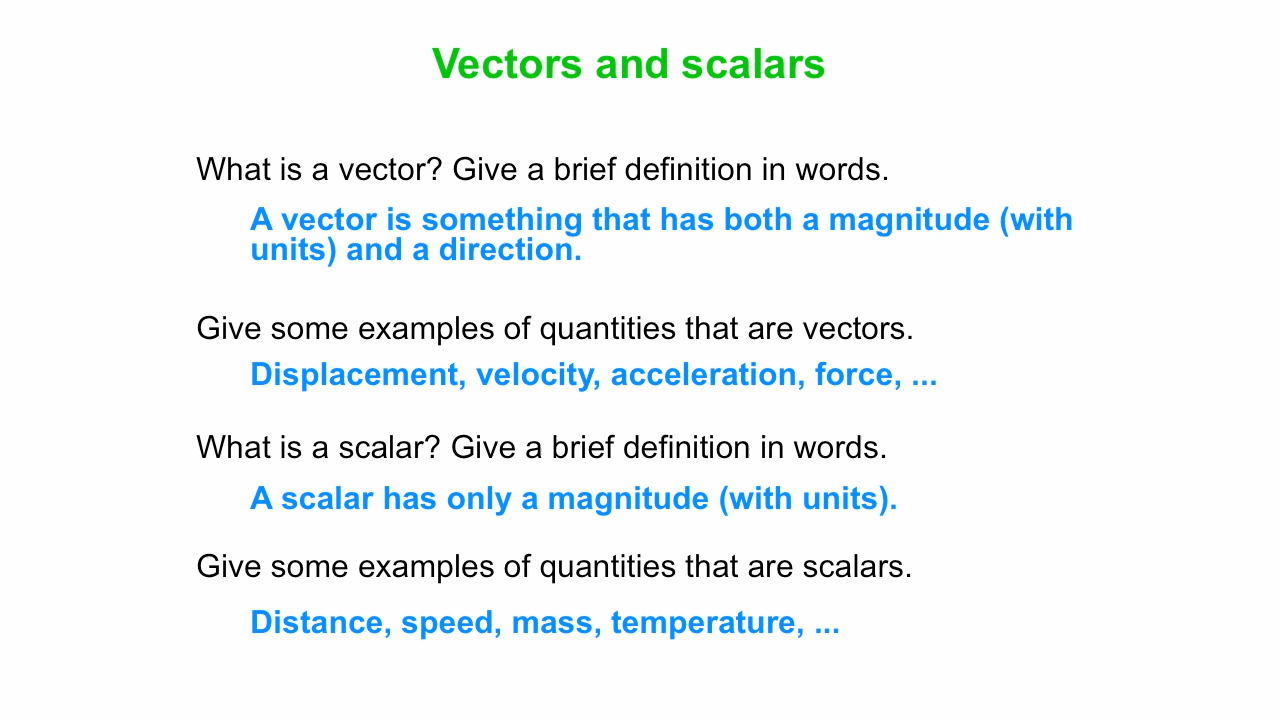 Vectors and scalars
What is a vector? Give a brief definition in words.
A vector is something that has both a magnitude (with
units) and a direction.
Give some examples of quantities that are vectors.
Displacement, velocity, acceleration, force, ...
What is a scalar? Give a brief definition in words.
A scalar has only a magnitude (with units).
Give some examples of quantities that are scalars.
Distance, speed, mass, temperature, ...